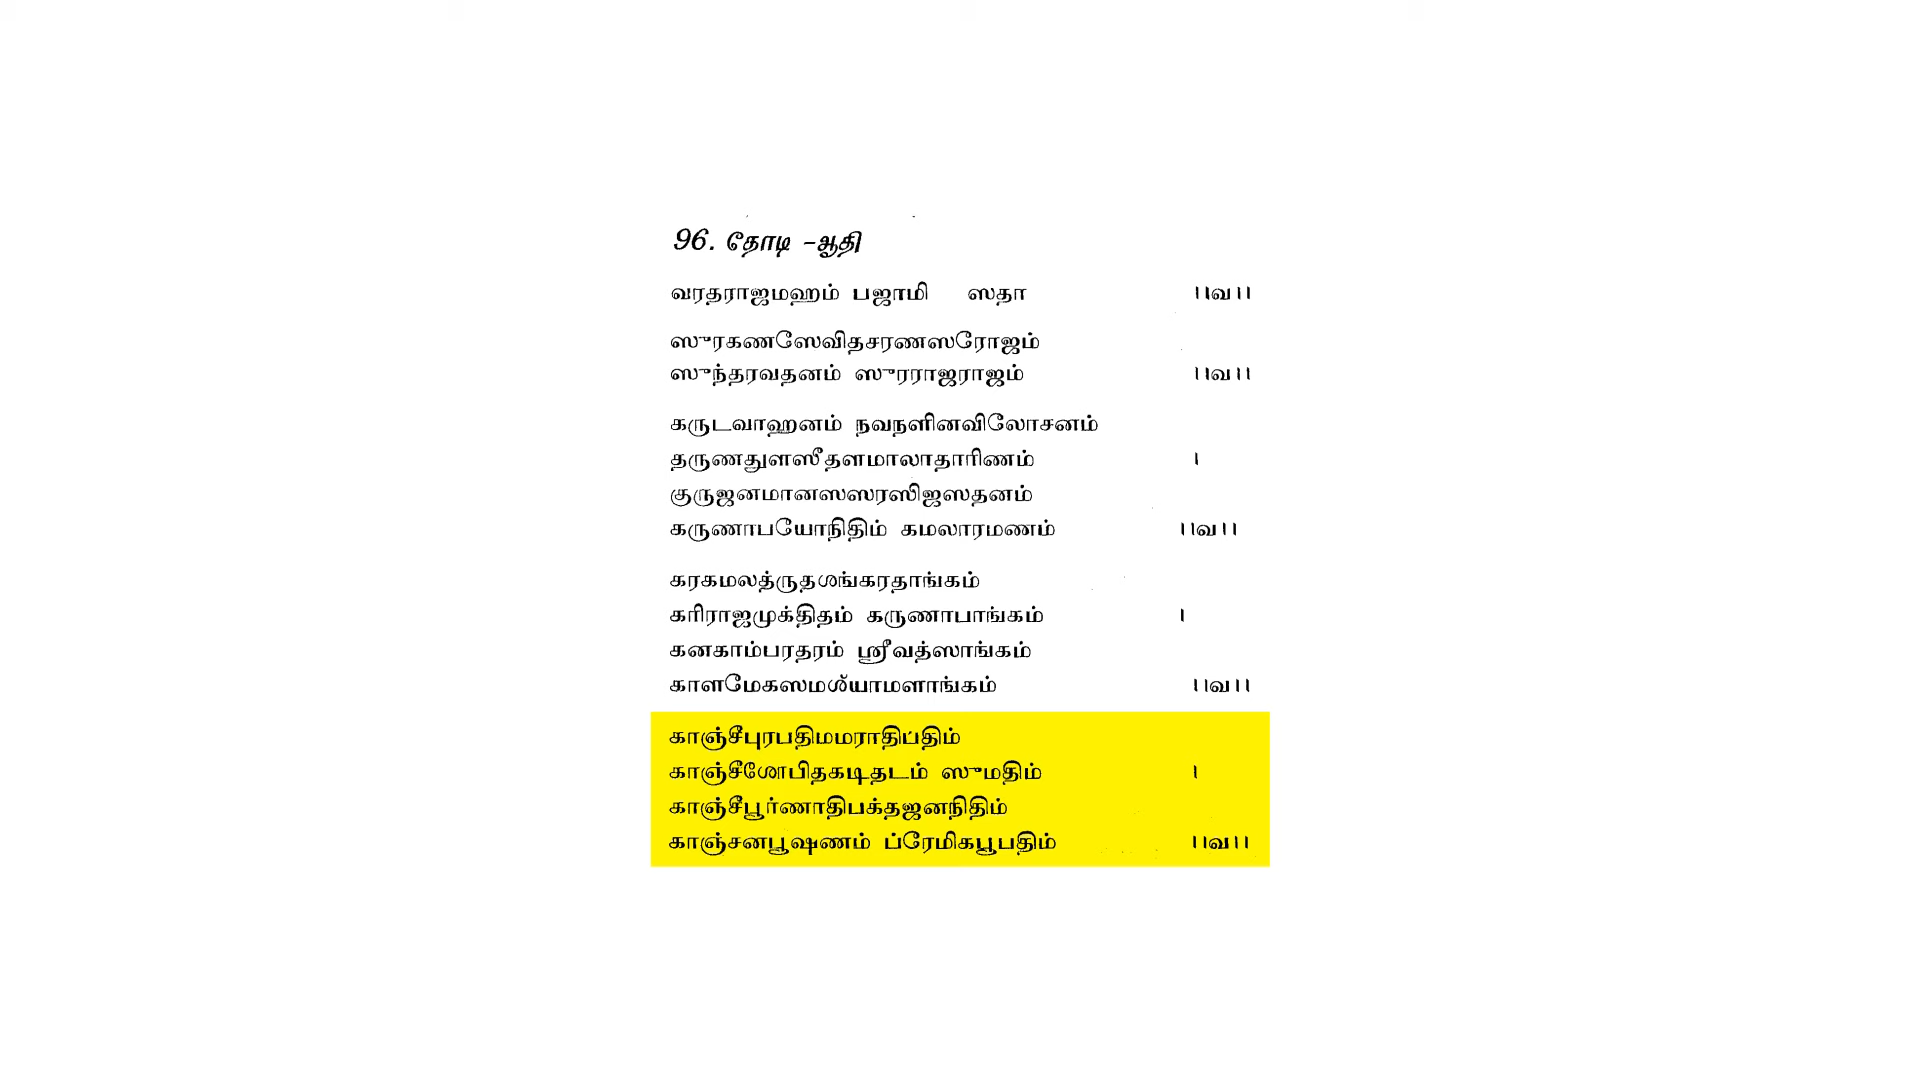 96. தோடி -ஆதி
வரதராஜமஹம் பஜாமி ஸதா ।।வ।।
ஸுரகணஸேவிதசரணஸரோஜம்
ஸுந்தரவதனம் ஸுரராஜராஜம் ।।வ।।
கருடவாஹனம் நவநளினவிலோசனம்
தருணதுளஸீதளமாலாதாரிணம் ।
குருஜனமானஸஸரஸிஜஸதனம்
கருணாபயோநிதிம் கமலாரமணம் ।।வ।।
கரகமலத்ருதஶங்கரதாங்கம்
கரிராஜமுக்திதம் கருணாபாங்கம் ।
கனகாம்பரதரம் ஸ்ரீவத்ஸாங்கம்
காளமேகஸமஶ்யாமளாங்கம் ।।வ।।
காஞ்சீபுரபதிமமராதிபதிம்
காஞ்சீஶோபிதகடிதடம் ஸுமதிம் ।
காஞ்சீபூர்ணாதிபக்தஜனநிதிம்
காஞ்சனபூஷணம் ப்ரேமிகபூபதிம் ।।வ।।